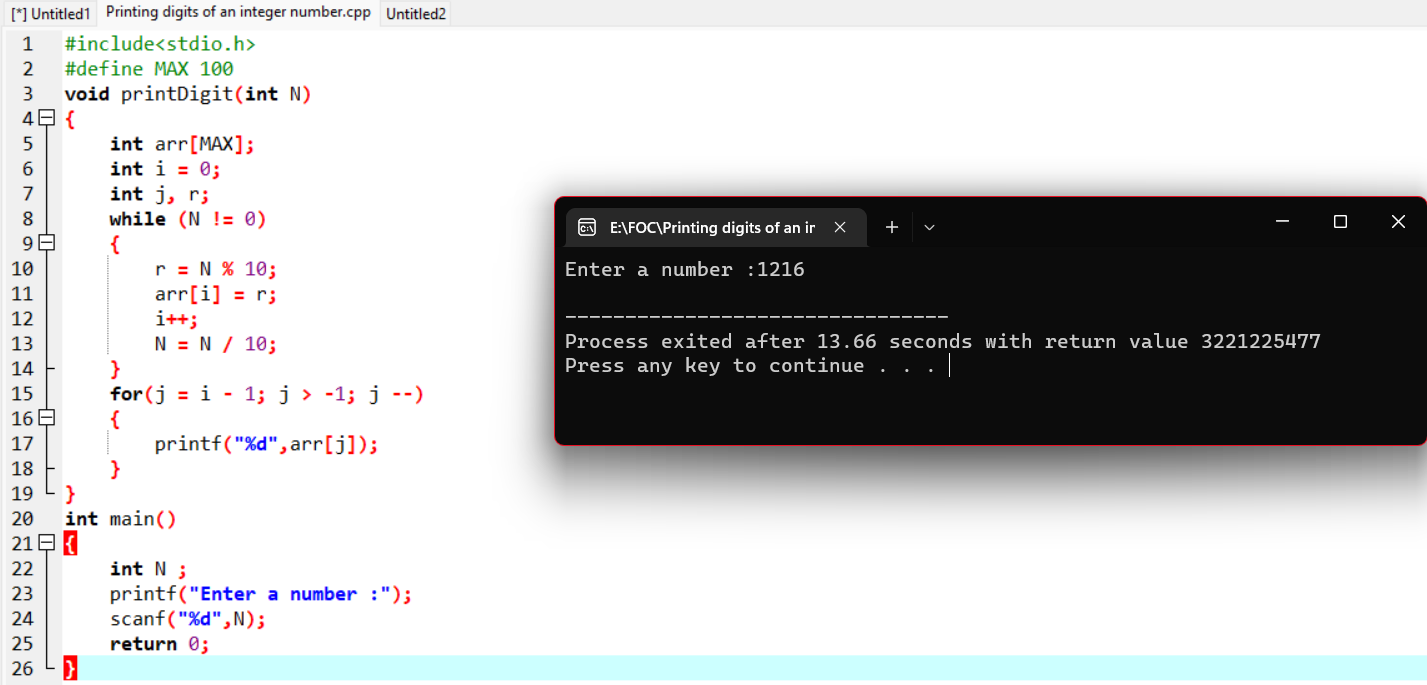 [*] Untitled1 Printing digits of an integer number.cpp Untitled2
1 #include<stdio.h>
2 #define MAX 100
3 void printDigit(int N)
4 {
5 int arr[MAX];
6 int i = 0;
7 int j, r;
8 while (N != 0)
9 {
10 r = N % 10;
11 arr[i] = r;
12 i++;
13 N = N / 10;
14 }
15 for(j = i - 1; j > -1; j --)
16 {
17 printf("%d",arr[j]);
18 }
19 }
20 int main()
21 {
22 int N ;
23 printf("Enter a number :");
24 scanf("%d",N);
25 return 0;
26 }
E:\FOC\Printing digits of an ir
Enter a number :1216
--------------------------------
Process exited after 13.66 seconds with return value 3221225477
Press any key to continue . . .